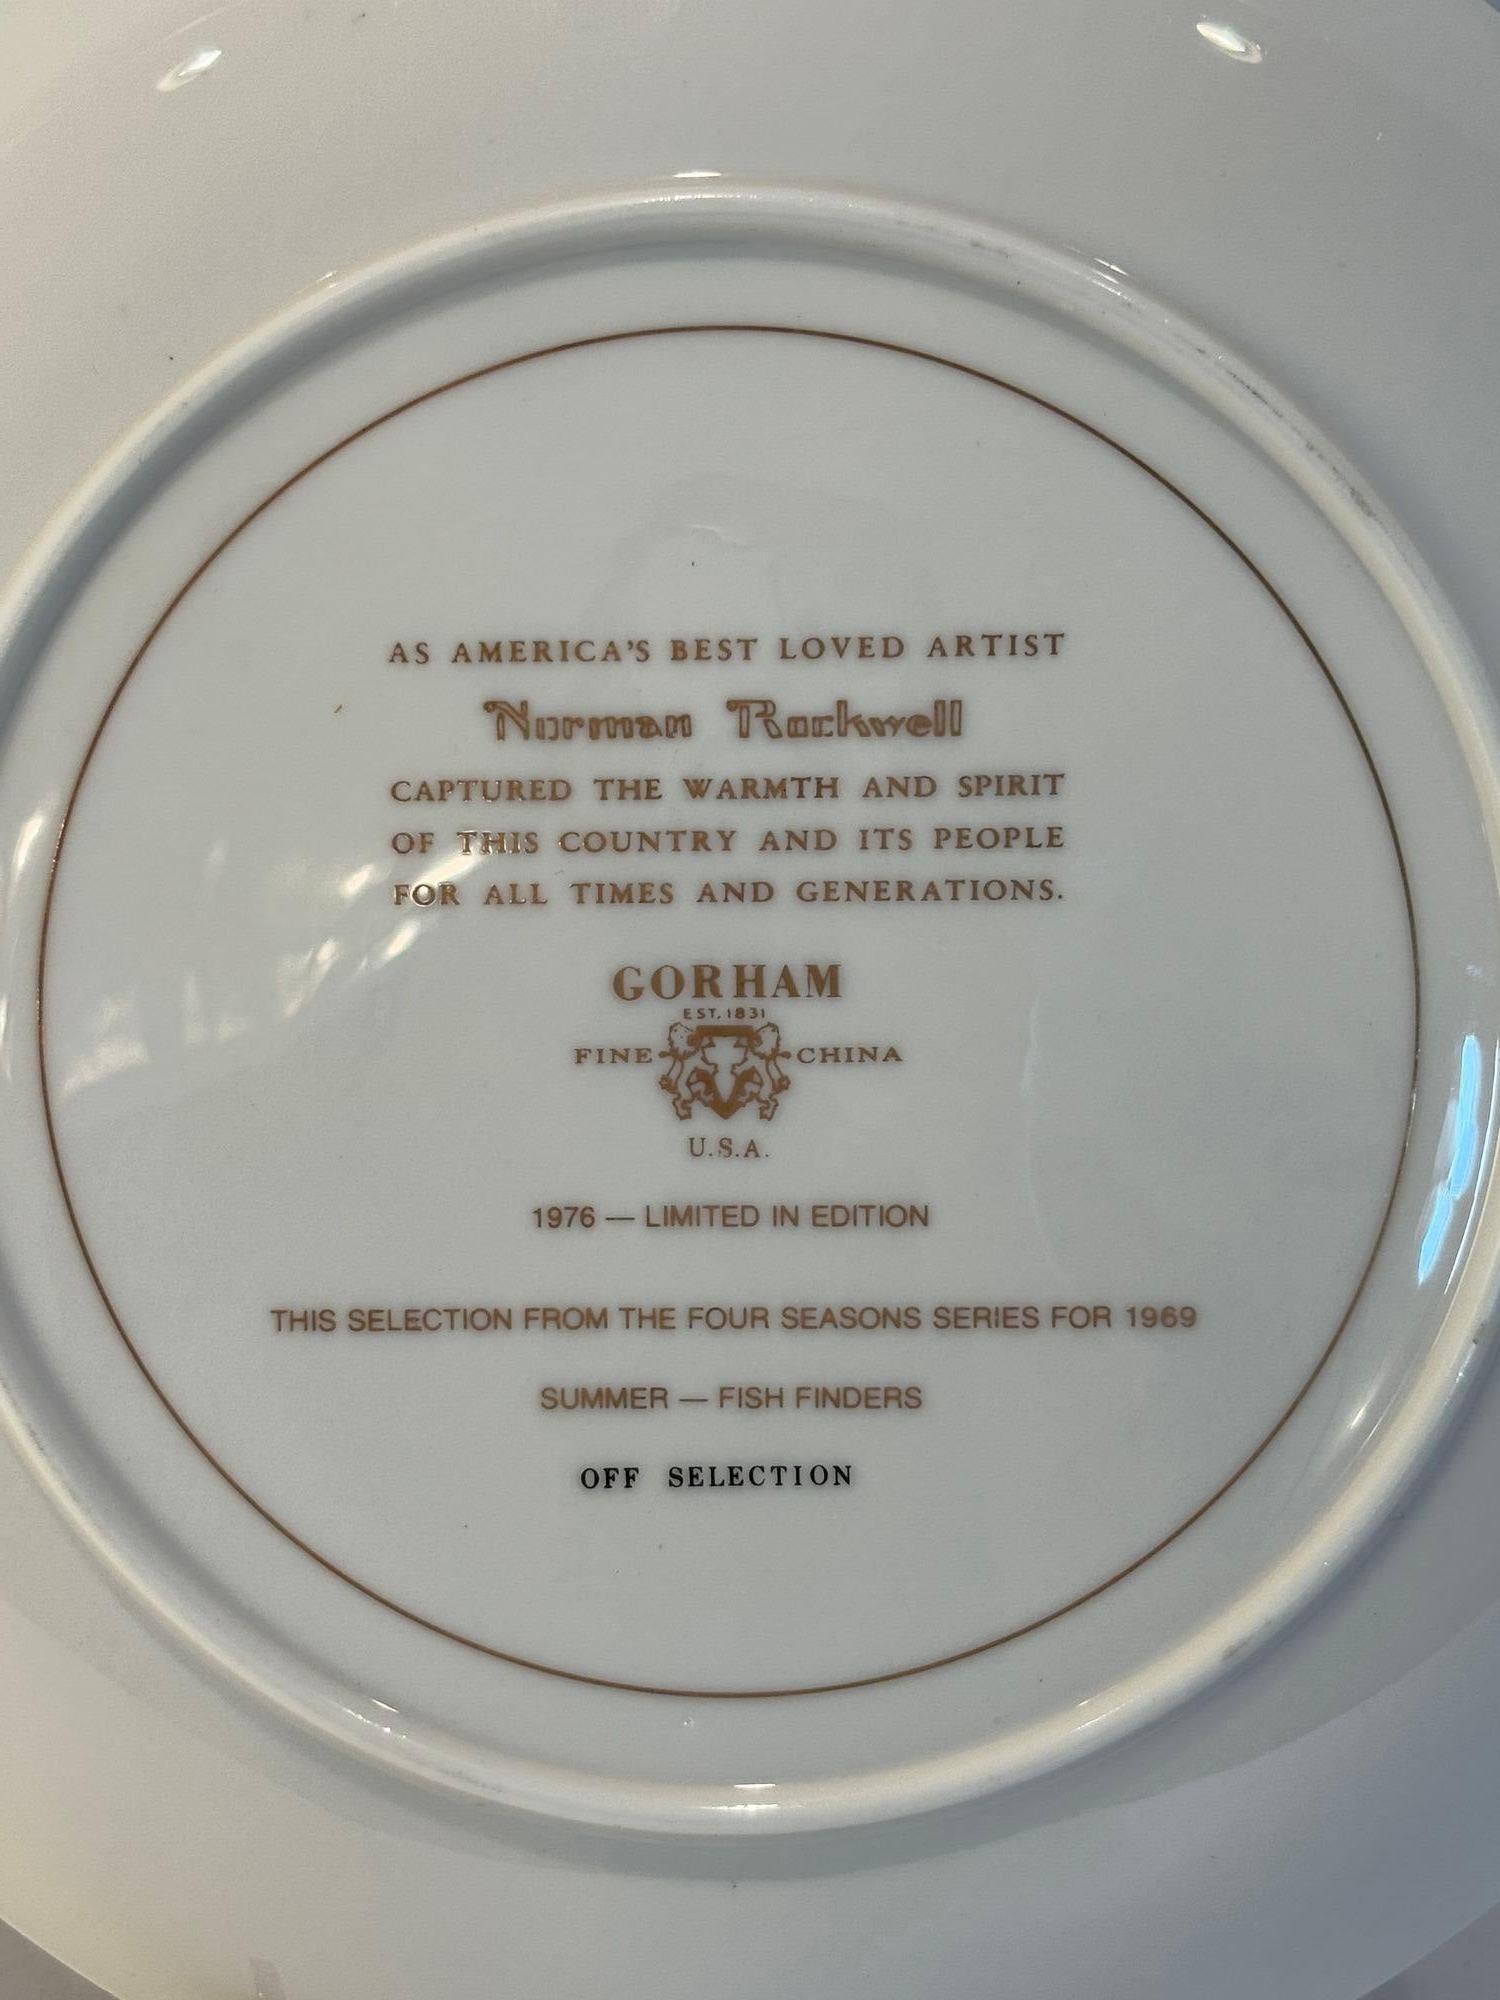 AS AMERICA'S BEST LOVED ARTIST
Norman Rockwell
CAPTURED THE WARMTH AND SPIRIT
OF THIS COUNTRY AND ITS PEOPLE
FOR ALL TIMES AND GENERATIONS.
GORHAM
EST. 1831
FINE CHINA
U.S.A.
1976 — LIMITED IN EDITION
THIS SELECTION FROM THE FOUR SEASONS SERIES FOR 1969
SUMMER — FISH FINDERS
OFF SELECTION